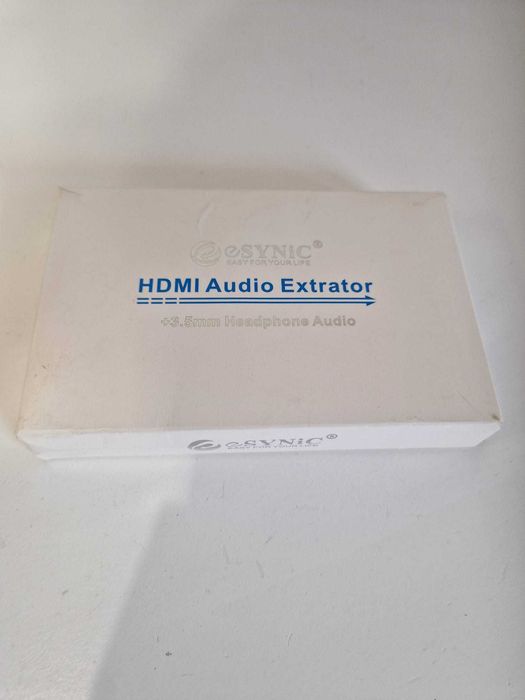 eSYNiC®
EASY FOR YOUR LIFE
HDMI Audio Extrator
+3.5mm Headphone Audio
eSYNiC®
EASY FOR YOUR LIFE